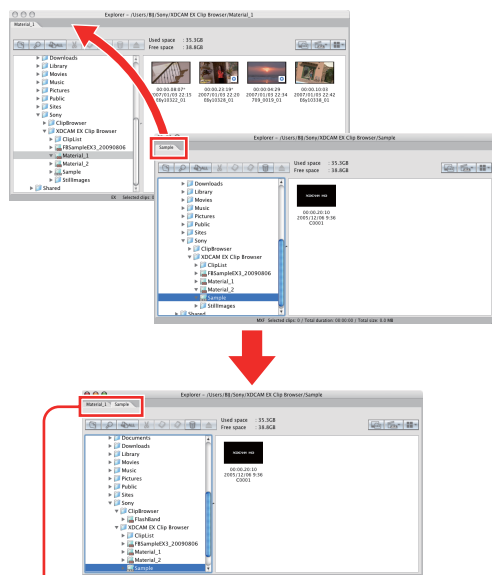 Explorer - /Users/BIJ/Sony/XDCAM EX Clip Browser/Material_1
Material_1
Used space : 35.3GB
Free space : 38.8GB
Downloads
Library
Movies
Music
Pictures
Public
Sites
Sony
ClipBrowser
XDCAM EX Clip Browser
ClipList
FBSampleEX3_20090806
Material_1
Material_2
Sample
StillImages
Shared
00:00:08:07*
2007/01/03 22:15
08y10322_01
00:00:23:19*
2007/01/03 22:20
08y10328_01
00:00:04:29
2007/01/03 22:34
709_0019_01
00:00:10:03
2007/01/03 22:42
08y10338_01
EX Selected clips: 0
Explorer - /Users/BIJ/Sony/XDCAM EX Clip Browser/Sample
Sample
Used space : 35.3GB
Free space : 38.8GB
Downloads
Library
Movies
Music
Pictures
Public
Sites
Sony
ClipBrowser
XDCAM EX Clip Browser
ClipList
FBSampleEX3_20090806
Material_1
Material_2
Sample
StillImages
Shared
XDCAM HD
00:00:20:10
2005/12/06 9:36
C0001
MXF Selected clips: 0 / Total duration: 00:00:00 / Total size: 0.0 MB
Explorer - /Users/BIJ/Sony/XDCAM EX Clip Browser/Sample
Material_1 Sample
Used space : 35.3GB
Free space : 38.8GB
Documents
Downloads
Library
Movies
Music
Pictures
Public
Sites
Sony
ClipBrowser
FlashBand
XDCAM EX Clip Browser
ClipList
FBSampleEX3_20090806
Material_1
Material_2
Sample
XDCAM HD
00:00:20:10
2005/12/06 9:36
C0001